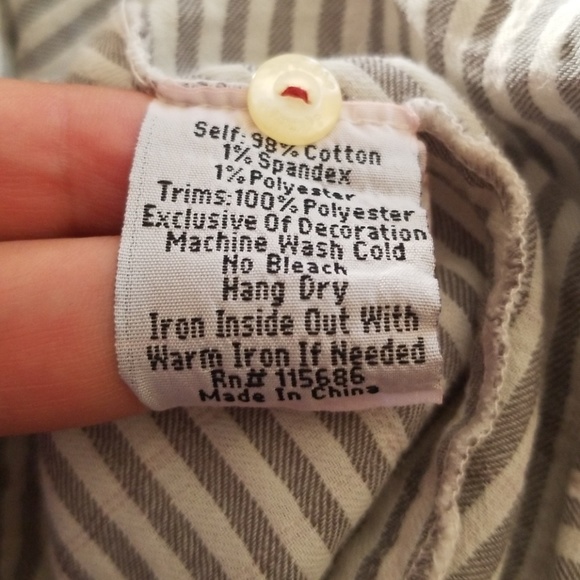 Self: 98% Cotton
1% Spandex
1% Polyester
Trims:100% Polyester
Exclusive Of Decoration
Machine Wash Cold
No Bleach
Hang Dry
Iron Inside Out With
Warm Iron If Needed
Rn# 115686
Made In China